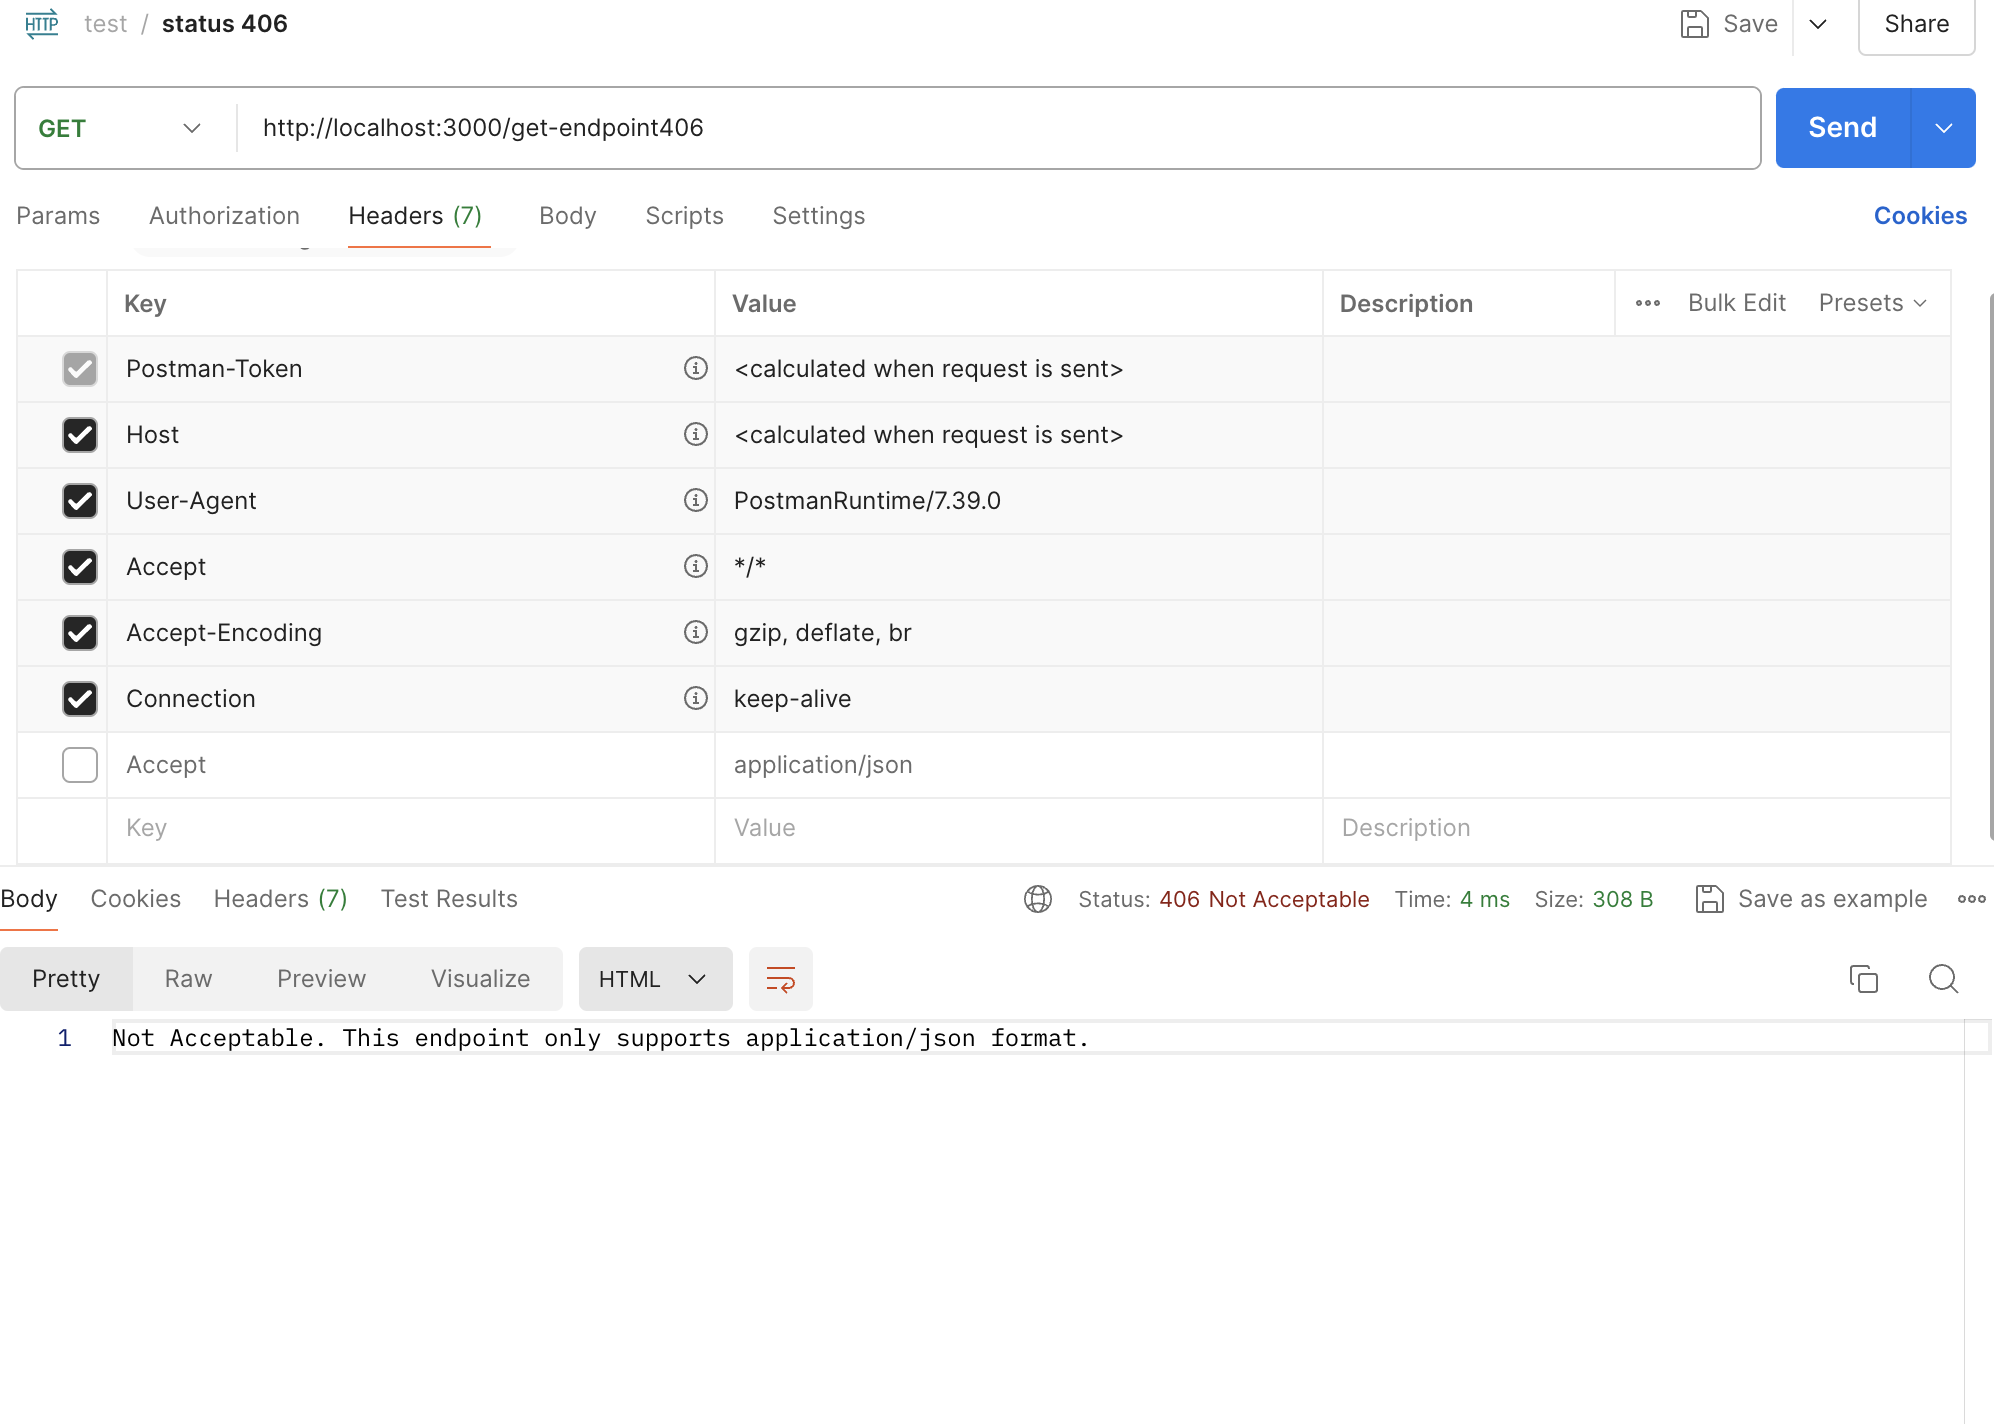 HTTP test / status 406 Save Share
GET http://localhost:3000/get-endpoint406 Send
Params Authorization Headers (7) Body Scripts Settings Cookies
Key Value Description Bulk Edit Presets
Postman-Token <calculated when request is sent>
Host <calculated when request is sent>
User-Agent PostmanRuntime/7.39.0
Accept */*
Accept-Encoding gzip, deflate, br
Connection keep-alive
Accept application/json
Key Value Description
Body Cookies Headers (7) Test Results Status: 406 Not Acceptable Time: 4 ms Size: 308 B Save as example
Pretty Raw Preview Visualize HTML
1 Not Acceptable. This endpoint only supports application/json format.